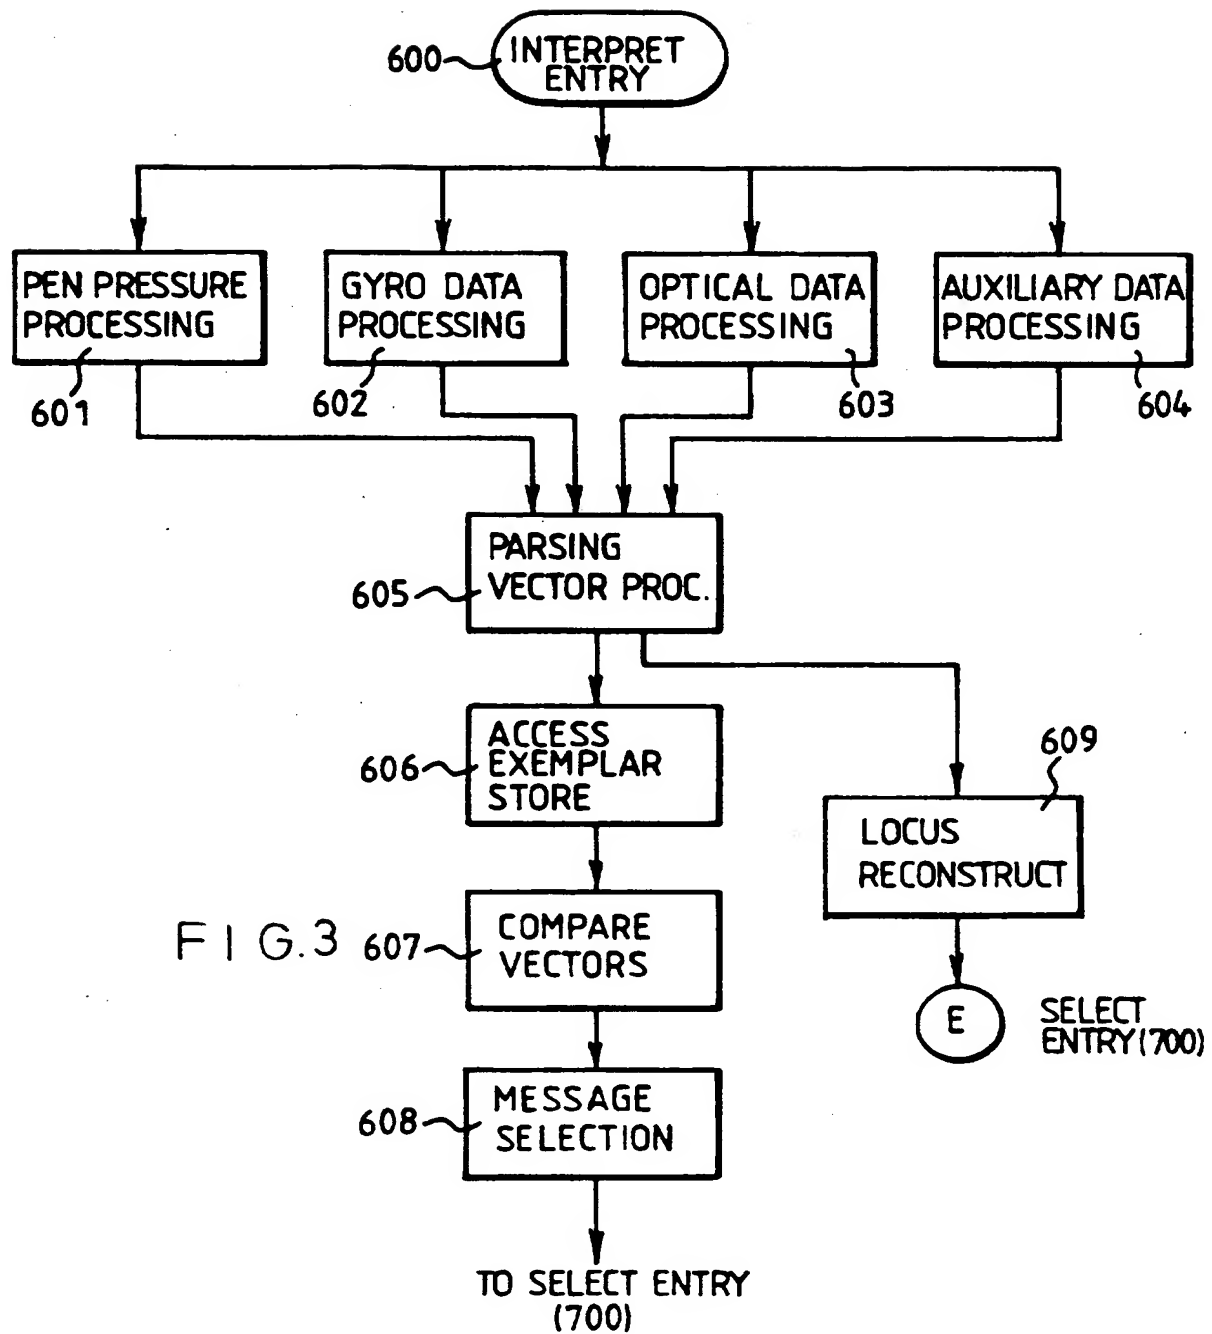 600
INTERPRET
ENTRY
PEN PRESSURE
PROCESSING
601
GYRO DATA
PROCESSING
602
OPTICAL DATA
PROCESSING
603
AUXILIARY DATA
PROCESSING
604
PARSING
VECTOR PROC.
605
ACCESS
EXEMPLAR
STORE
606
609
LOCUS
RECONSTRUCT
FIG.3
607
COMPARE
VECTORS
E
SELECT
ENTRY(700)
608
MESSAGE
SELECTION
TO SELECT ENTRY
(700)